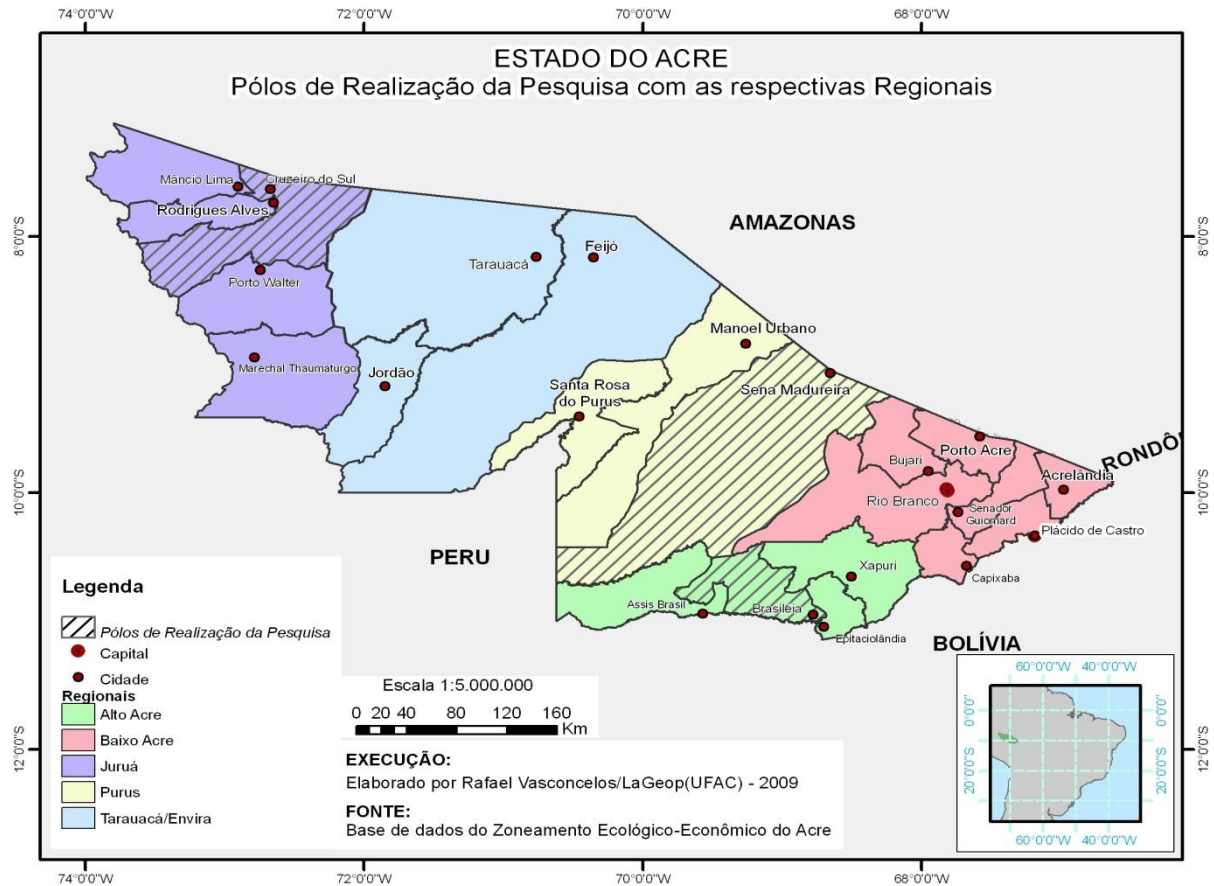 74°0'0"W
72°0'0"W
70°0'0"W
68°0'0"W
ESTADO DO ACRE
Pólos de Realização da Pesquisa com as respectivas Regionais
8°0'0"S
8°0'0"S
10°0'0"S
10°0'0"S
12°0'0"S
12°0'0"S
Mâncio Lima
Cruzeiro do Sul
Rodrigues Alves
Porto Walter
Marechal Thaumaturgo
Tarauacá
Feijó
Jordão
AMAZONAS
Manoel Urbano
Santa Rosa
do Purus
Sena Madureira
Porto Acre
Bujari
Acrelândia
RONDÔ
Rio Branco
Senador
Guiomard
Plácido de Castro
Capixaba
PERU
Xapuri
Assis Brasil
Brasileia
Epitaciolândia
BOLÍVIA
Legenda
Pólos de Realização da Pesquisa
Capital
Cidade
Regionais
Alto Acre
Baixo Acre
Juruá
Purus
Tarauacá/Envira
Escala 1:5.000.000
0 20 40 80 120 160
Km
EXECUÇÃO:
Elaborado por Rafael Vasconcelos/LaGeop(UFAC) - 2009
FONTE:
Base de dados do Zoneamento Ecológico-Econômico do Acre
60°0'0"W 40°0'0"W
0°0'0"
0°0'0"
20°0'0"S
20°0'0"S
60°0'0"W 40°0'0"W
74°0'0"W
72°0'0"W
70°0'0"W
68°0'0"W